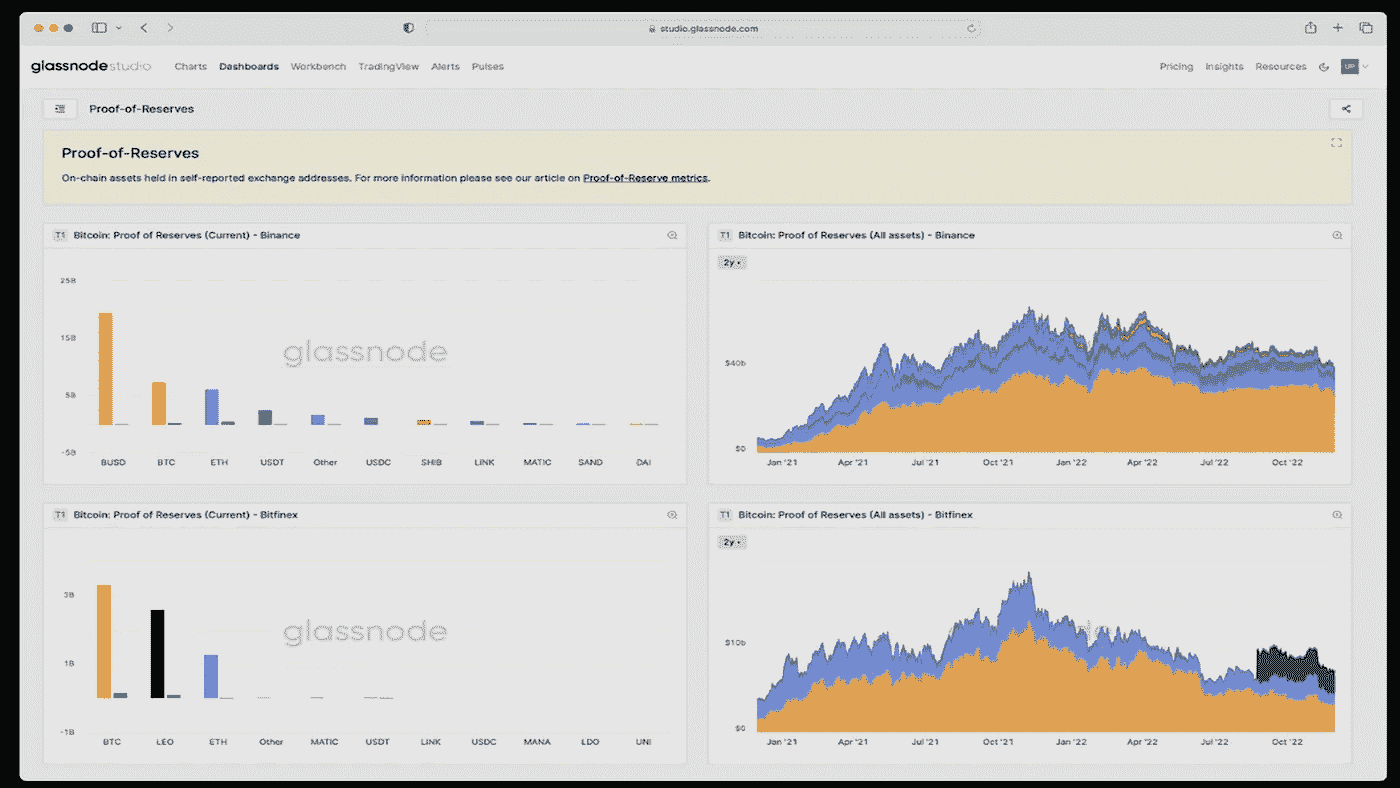 studio.glassnode.com
glassnodestudio Charts Dashboards Workbench TradingView Alerts Pulses Pricing Insights Resources UP
Proof-of-Reserves
Proof-of-Reserves
On-chain assets held in self-reported exchange addresses. For more information please see our article on Proof-of-Reserve metrics.
T1 Bitcoin: Proof of Reserves (Current) - Binance
25B
15B
5B
-5B
glassnode
BUSD BTC ETH USDT Other USDC SHIB LINK MATIC SAND DAI
T1 Bitcoin: Proof of Reserves (All assets) - Binance
2y
$40b
$0
Jan '21 Apr '21 Jul '21 Oct '21 Jan '22 Apr '22 Jul '22 Oct '22
T1 Bitcoin: Proof of Reserves (Current) - Bitfinex
3B
1B
-1B
glassnode
BTC LEO ETH Other MATIC USDT LINK USDC MANA LDO UNI
T1 Bitcoin: Proof of Reserves (All assets) - Bitfinex
2y
$10b
$0
Jan '21 Apr '21 Jul '21 Oct '21 Jan '22 Apr '22 Jul '22 Oct '22